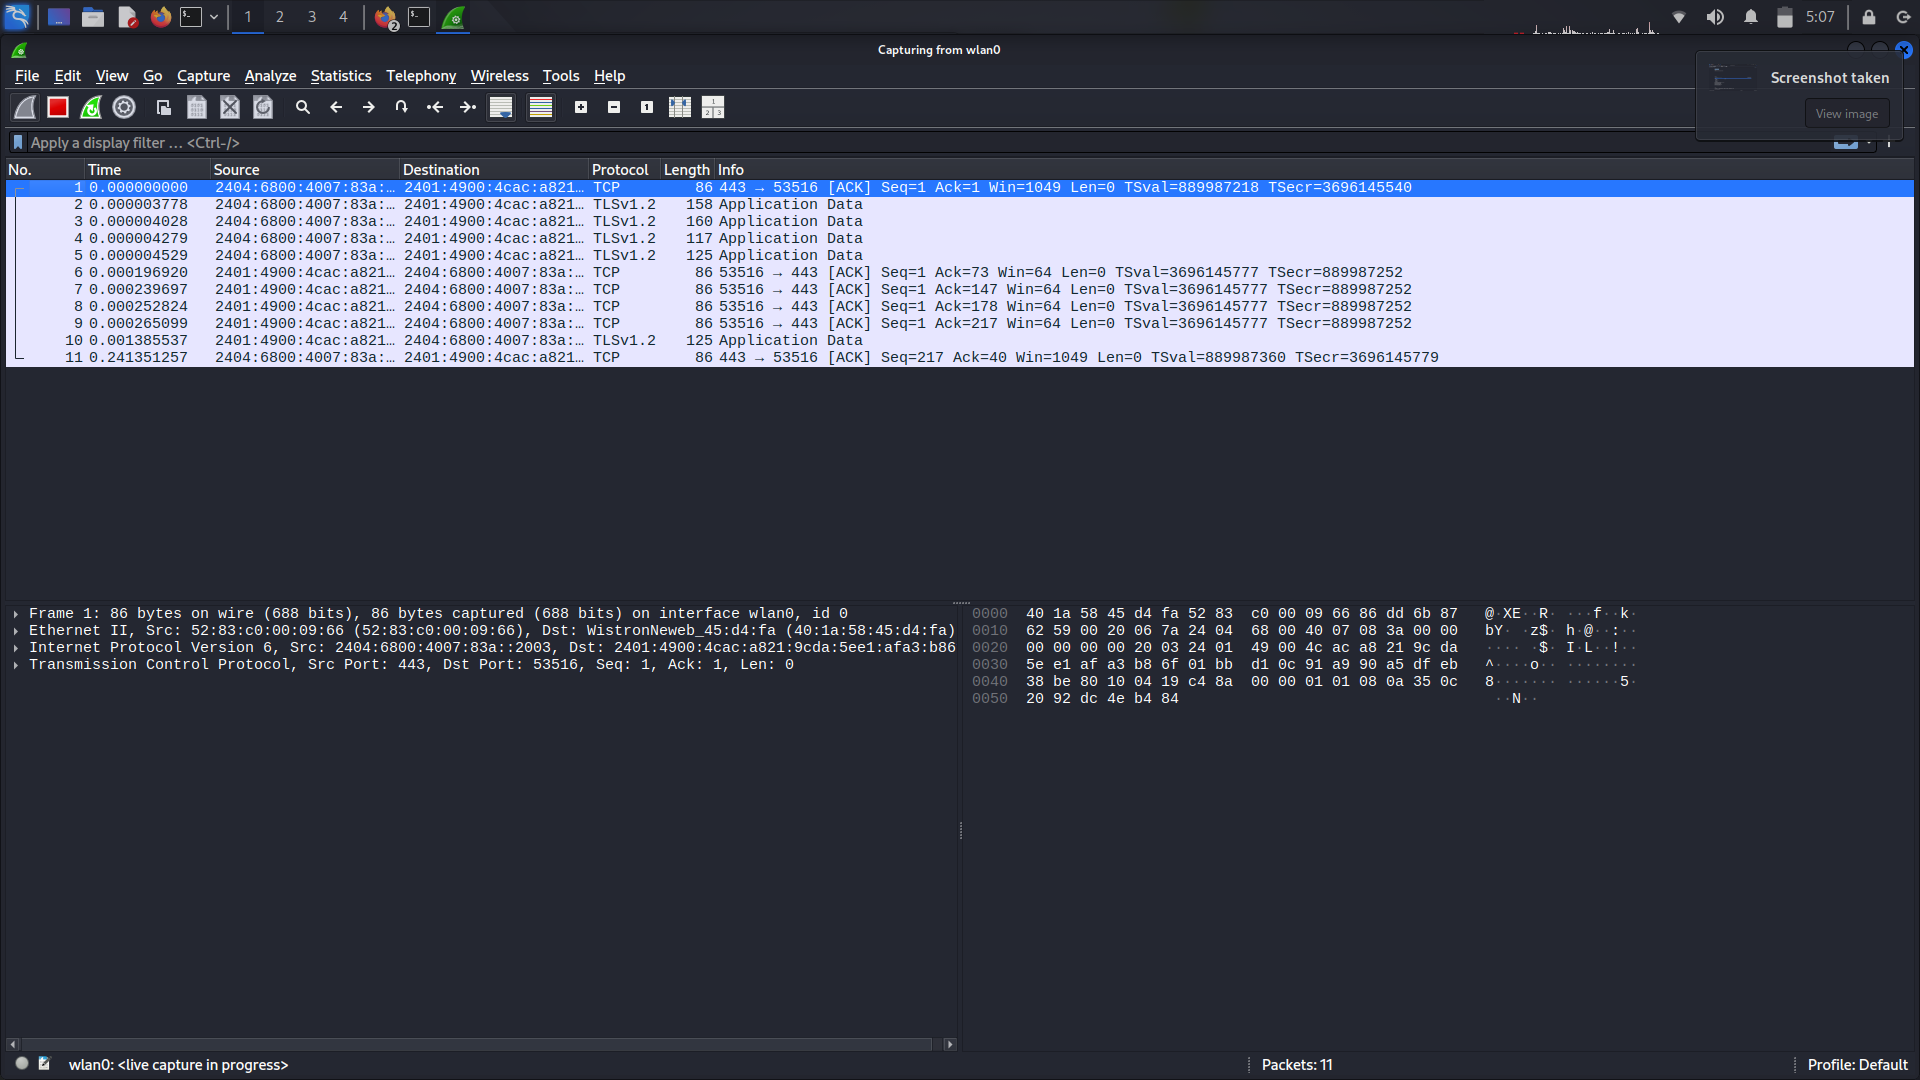 1 2 3 4 2 5:07
Capturing from wlan0
File Edit View Go Capture Analyze Statistics Telephony Wireless Tools Help
Screenshot taken
View image
Apply a display filter … <Ctrl-/>
No. Time Source Destination Protocol Length Info
1 0.000000000 2404:6800:4007:83a:… 2401:4900:4cac:a821… TCP 86 443 → 53516 [ACK] Seq=1 Ack=1 Win=1049 Len=0 TSval=889987218 TSecr=3696145540
2 0.000003778 2404:6800:4007:83a:… 2401:4900:4cac:a821… TLSv1.2 158 Application Data
3 0.000004028 2404:6800:4007:83a:… 2401:4900:4cac:a821… TLSv1.2 160 Application Data
4 0.000004279 2404:6800:4007:83a:… 2401:4900:4cac:a821… TLSv1.2 117 Application Data
5 0.000004529 2404:6800:4007:83a:… 2401:4900:4cac:a821… TLSv1.2 125 Application Data
6 0.000196920 2401:4900:4cac:a821… 2404:6800:4007:83a:… TCP 86 53516 → 443 [ACK] Seq=1 Ack=73 Win=64 Len=0 TSval=3696145777 TSecr=889987252
7 0.000239697 2401:4900:4cac:a821… 2404:6800:4007:83a:… TCP 86 53516 → 443 [ACK] Seq=1 Ack=147 Win=64 Len=0 TSval=3696145777 TSecr=889987252
8 0.000252824 2401:4900:4cac:a821… 2404:6800:4007:83a:… TCP 86 53516 → 443 [ACK] Seq=1 Ack=178 Win=64 Len=0 TSval=3696145777 TSecr=889987252
9 0.000265099 2401:4900:4cac:a821… 2404:6800:4007:83a:… TCP 86 53516 → 443 [ACK] Seq=1 Ack=217 Win=64 Len=0 TSval=3696145777 TSecr=889987252
10 0.001385537 2401:4900:4cac:a821… 2404:6800:4007:83a:… TLSv1.2 125 Application Data
11 0.241351257 2404:6800:4007:83a:… 2401:4900:4cac:a821… TCP 86 443 → 53516 [ACK] Seq=217 Ack=40 Win=1049 Len=0 TSval=889987360 TSecr=3696145779
Frame 1: 86 bytes on wire (688 bits), 86 bytes captured (688 bits) on interface wlan0, id 0
Ethernet II, Src: 52:83:c0:00:09:66 (52:83:c0:00:09:66), Dst: WistronNeweb_45:d4:fa (40:1a:58:45:d4:fa)
Internet Protocol Version 6, Src: 2404:6800:4007:83a::2003, Dst: 2401:4900:4cac:a821:9cda:5ee1:afa3:b86
Transmission Control Protocol, Src Port: 443, Dst Port: 53516, Seq: 1, Ack: 1, Len: 0
0000 40 1a 58 45 d4 fa 52 83 c0 00 09 66 86 dd 6b 87 @·XE··R· ···f··k·
0010 62 59 00 20 06 7a 24 04 68 00 40 07 08 3a 00 00 bY· ·z$· h·@··:··
0020 00 00 00 00 20 03 24 01 49 00 4c ac a8 21 9c da ···· ·$· I·L··!··
0030 5e e1 af a3 b8 6f 01 bb d1 0c 91 a9 90 a5 df eb ^····o·· ········
0040 38 be 80 10 04 19 c4 8a 00 00 01 01 08 0a 35 0c 8······· ······5·
0050 20 92 dc 4e b4 84 ··N··
wlan0: <live capture in progress>
Packets: 11
Profile: Default